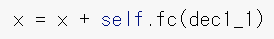 x = x + self.fc(dec1_1)